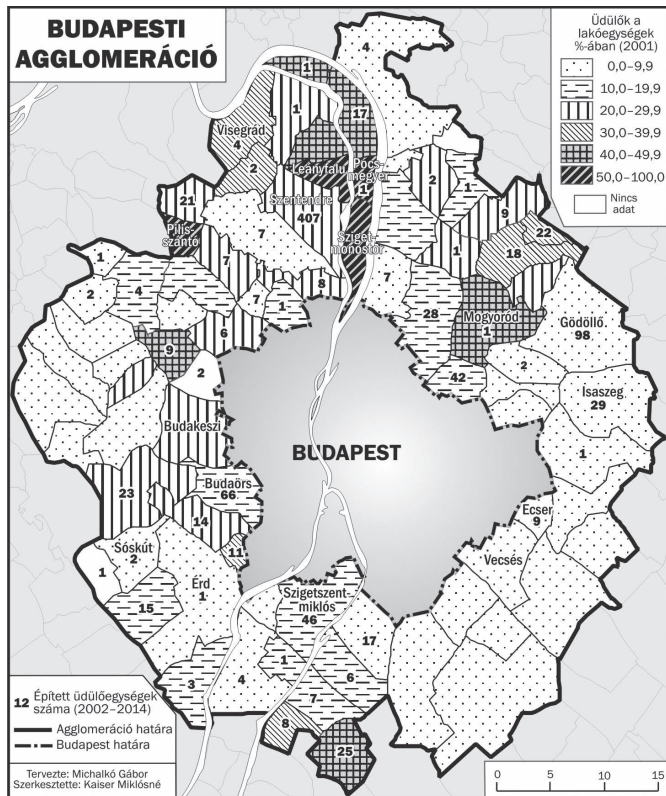 BUDAPESTI
AGGLOMERÁCIÓ
Üdülők a
lakóegységek
%-ában (2001)
0,0–9,9
10,0–19,9
20,0–29,9
30,0–39,9
40,0–49,9
50,0–100,0
Nincs
adat
4
1
1
17
Visegrád
4
2
Leányfalu
Pócs-
megyer
11
2
1
9
21
Szentendre
407
22
Pilis-
szántó
7
Sziget-
monostor
1
18
1
7
8
7
Gödöllő
98
2
4
7
1
28
Mogyoród
1
6
9
2
42
2
Isaszeg
29
Budakeszi
BUDAPEST
1
23
Budaörs
66
14
Ecser
9
11
Sóskút
2
Vecsés
1
Érd
1
15
Szigetszent-
miklós
46
17
1
3
4
6
7
8
25
12 Épített üdülőegységek
száma (2002–2014)
Agglomeráció határa
Budapest határa
Tervezte: Michalkó Gábor
Szerkesztette: Kaiser Miklósné
0 5 10 15